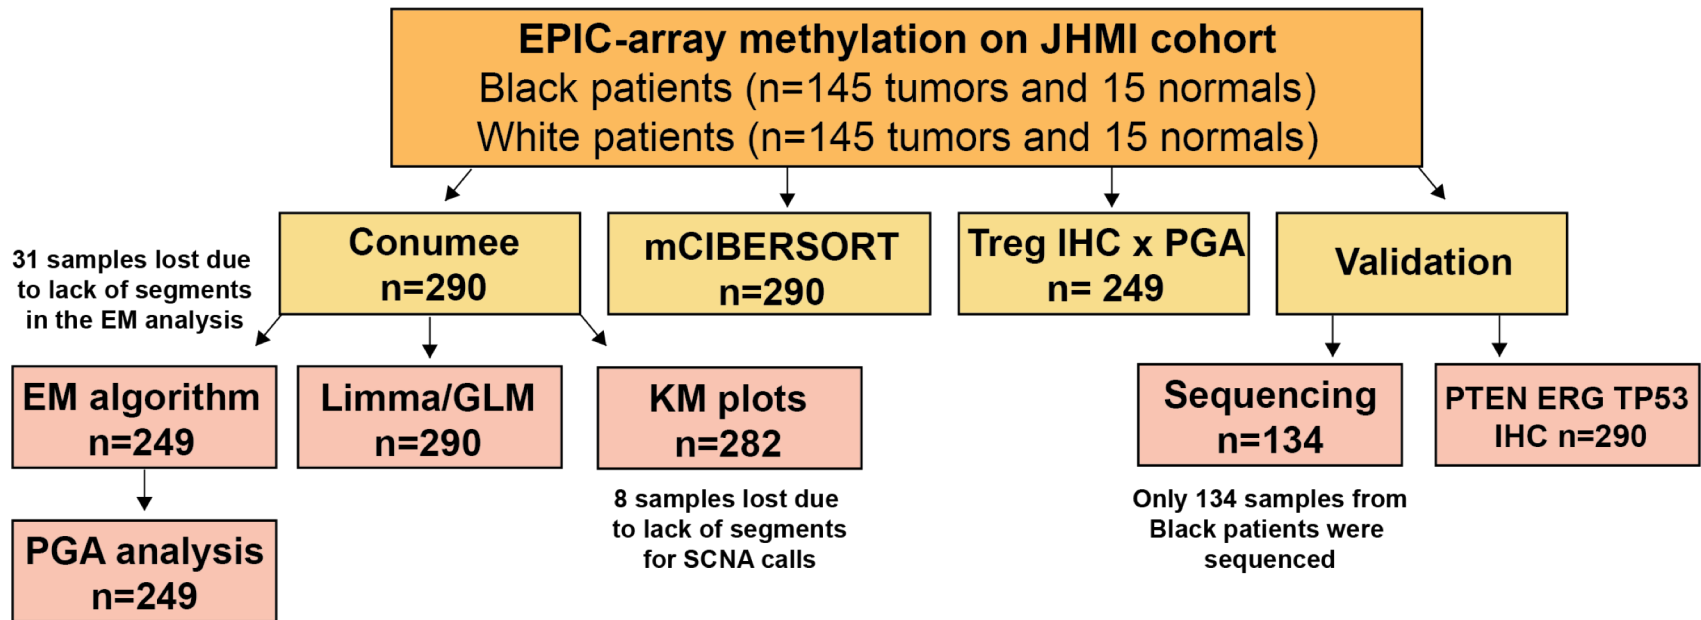 EPIC-array methylation on JHMI cohort
Black patients (n=145 tumors and 15 normals)
White patients (n=145 tumors and 15 normals)
Conumee
n=290
mCIBERSORT
n=290
Treg IHC x PGA
n= 249
Validation
31 samples lost due
to lack of segments
in the EM analysis
EM algorithm
n=249
Limma/GLM
n=290
KM plots
n=282
Sequencing
n=134
PTEN ERG TP53
IHC n=290
8 samples lost due
to lack of segments
for SCNA calls
Only 134 samples from
Black patients were
sequenced
PGA analysis
n=249